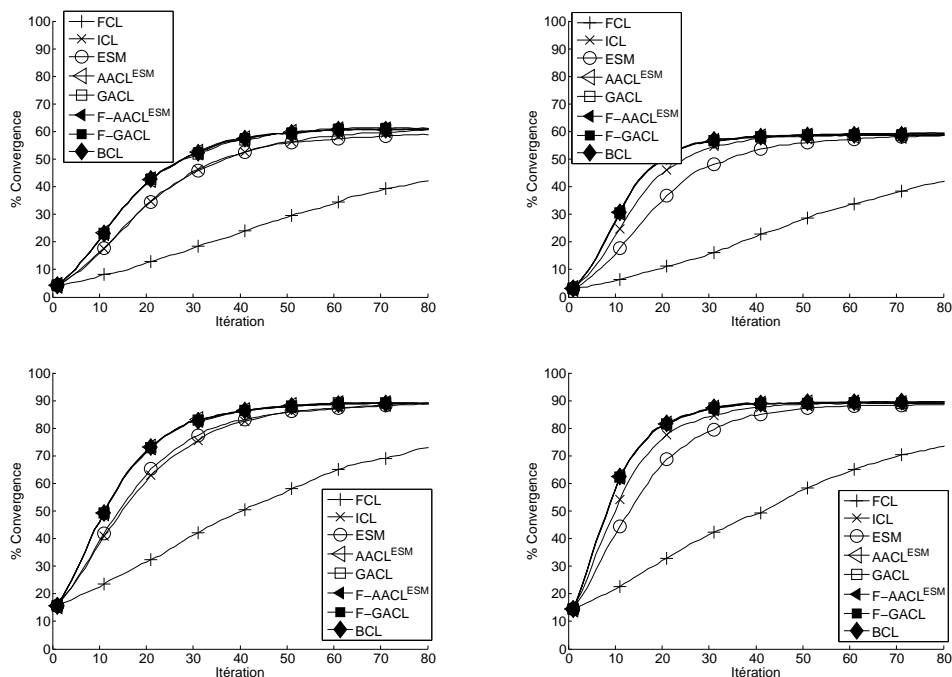 100
90
80
70
60
50
40
30
20
10
0
% Convergence
FCL
ICL
ESM
AACL^ESM
GACL
F−AACL^ESM
F−GACL
BCL
0 10 20 30 40 50 60 70 80
Itération
100
90
80
70
60
50
40
30
20
10
0
% Convergence
FCL
ICL
ESM
AACL^ESM
GACL
F−AACL^ESM
F−GACL
BCL
0 10 20 30 40 50 60 70 80
Itération
100
90
80
70
60
50
40
30
20
10
0
% Convergence
FCL
ICL
ESM
AACL^ESM
GACL
F−AACL^ESM
F−GACL
BCL
0 10 20 30 40 50 60 70 80
Itération
100
90
80
70
60
50
40
30
20
10
0
% Convergence
FCL
ICL
ESM
AACL^ESM
GACL
F−AACL^ESM
F−GACL
BCL
0 10 20 30 40 50 60 70 80
Itération